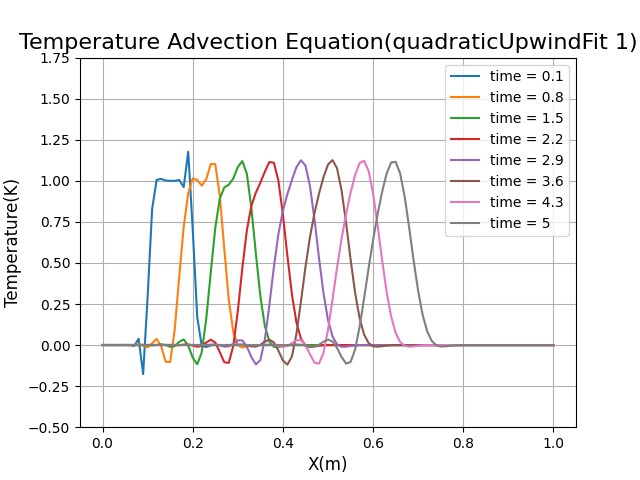 Temperature Advection Equation(quadraticUpwindFit 1)
Temperature(K)
1.75
1.50
1.25
1.00
0.75
0.50
0.25
0.00
−0.25
−0.50
time = 0.1
time = 0.8
time = 1.5
time = 2.2
time = 2.9
time = 3.6
time = 4.3
time = 5
0.0 0.2 0.4 0.6 0.8 1.0
X(m)